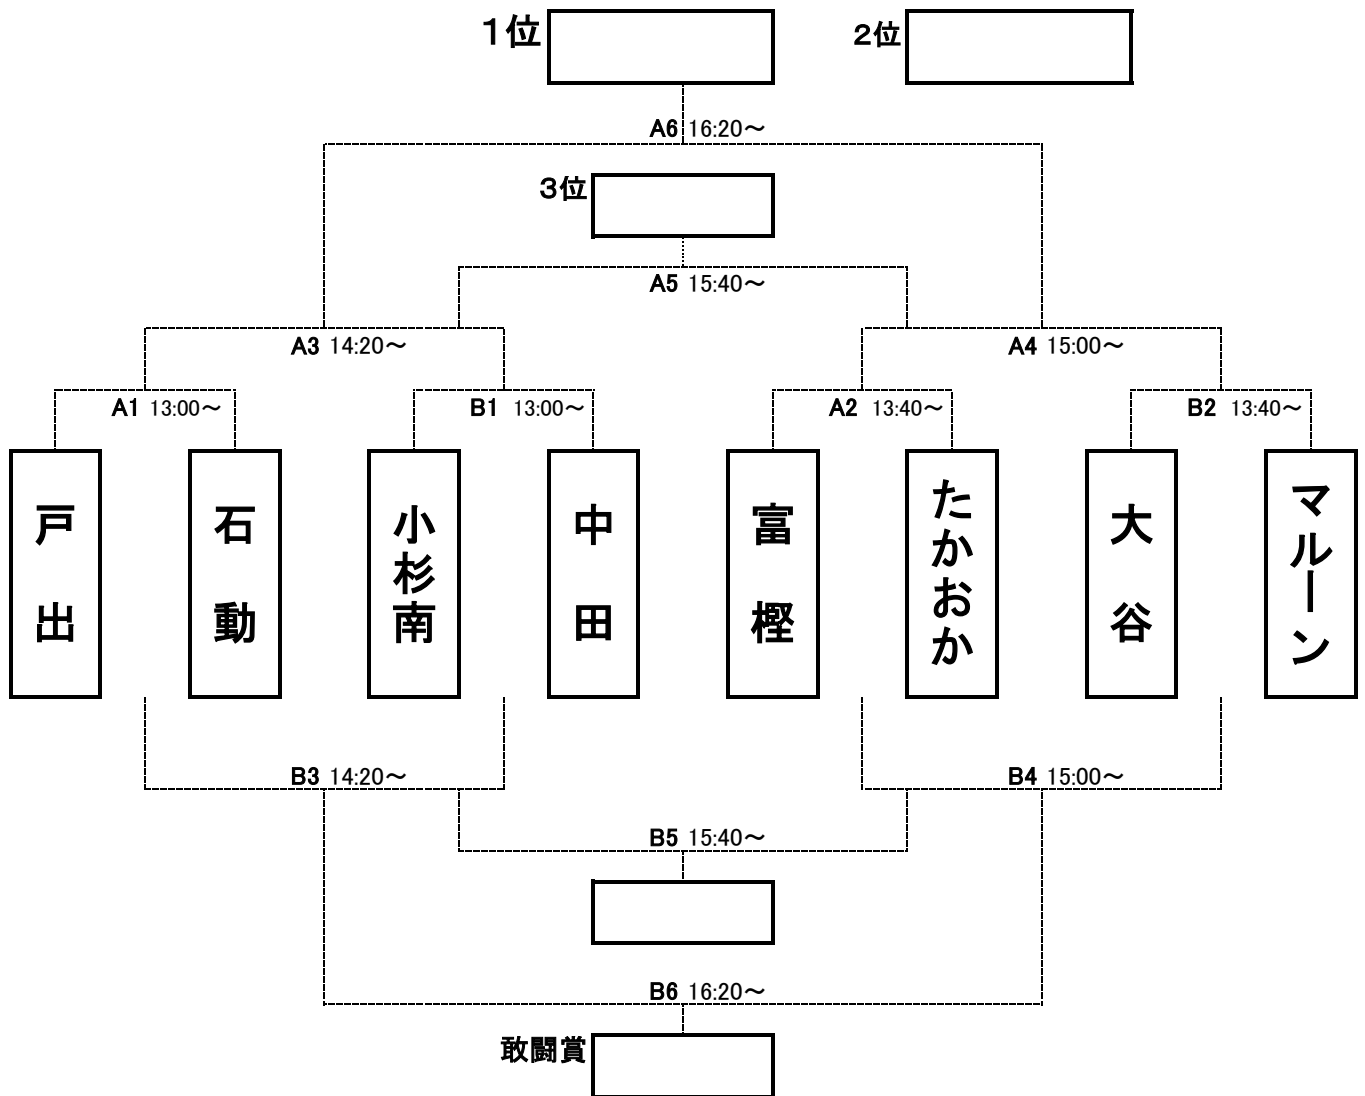 1位
2位
A6 16:20～
3位
A5 15:40～
A3 14:20～
A4 15:00～
A1 13:00～
B1 13:00～
A2 13:40～
B2 13:40～
戸出
石動
小杉南
中田
富樫
たかおか
大谷
マルーン
B3 14:20～
B4 15:00～
B5 15:40～
B6 16:20～
敢闘賞